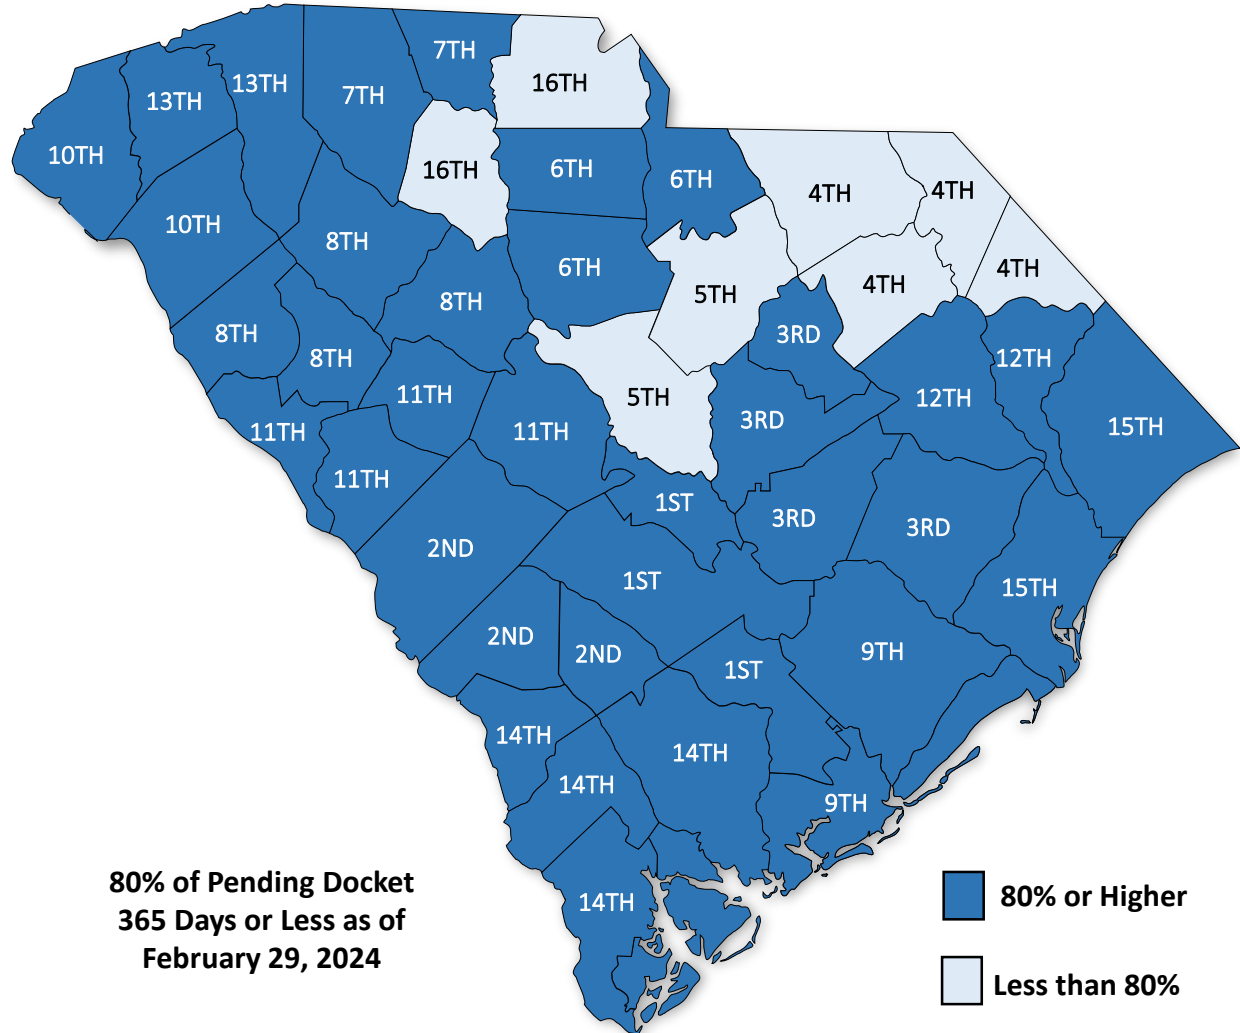 7TH
16TH
13TH
13TH
7TH
10TH
16TH
6TH
6TH
4TH
4TH
10TH
8TH
6TH
4TH
4TH
5TH
8TH
8TH
3RD
8TH
12TH
11TH
5TH
12TH
3RD
15TH
11TH
11TH
11TH
1ST
3RD
3RD
2ND
1ST
15TH
2ND
2ND
9TH
1ST
14TH
14TH
14TH
9TH
14TH
80% of Pending Docket
365 Days or Less as of
February 29, 2024
80% or Higher
Less than 80%